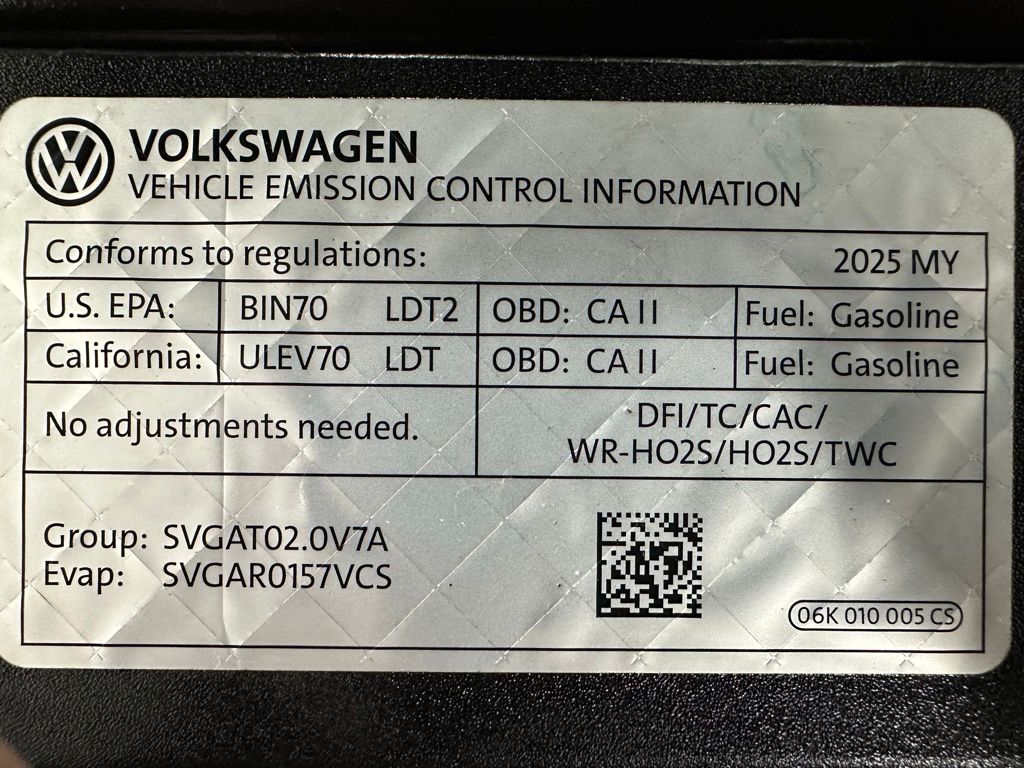 VOLKSWAGEN
VEHICLE EMISSION CONTROL INFORMATION
Conforms to regulations: 2025 MY
U.S. EPA: BIN70 LDT2 OBD: CA II Fuel: Gasoline
California: ULEV70 LDT OBD: CA II Fuel: Gasoline
No adjustments needed.
DFI/TC/CAC/
WR-HO2S/HO2S/TWC
Group: SVGAT02.0V7A
Evap: SVGAR0157VCS
06K 010 005 CS